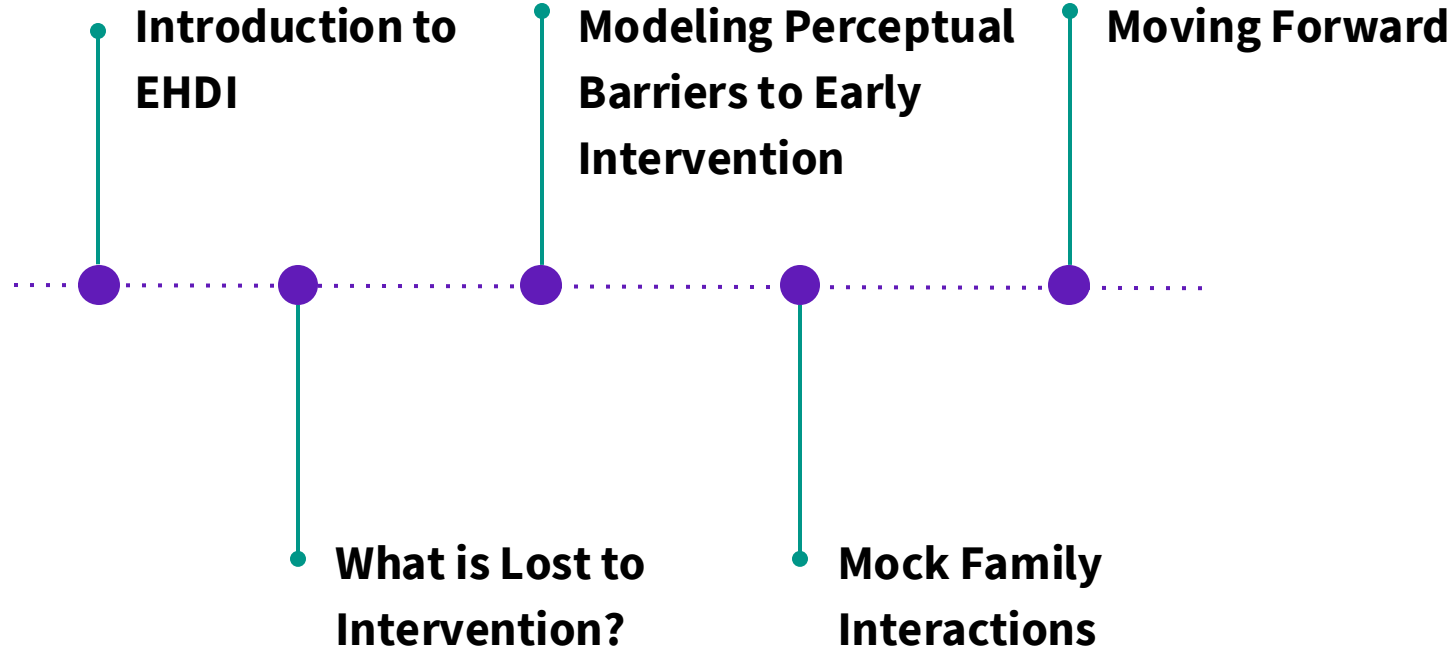 Introduction to
EHDI
What is Lost to
Intervention?
Modeling Perceptual
Barriers to Early
Intervention
Mock Family
Interactions
Moving Forward